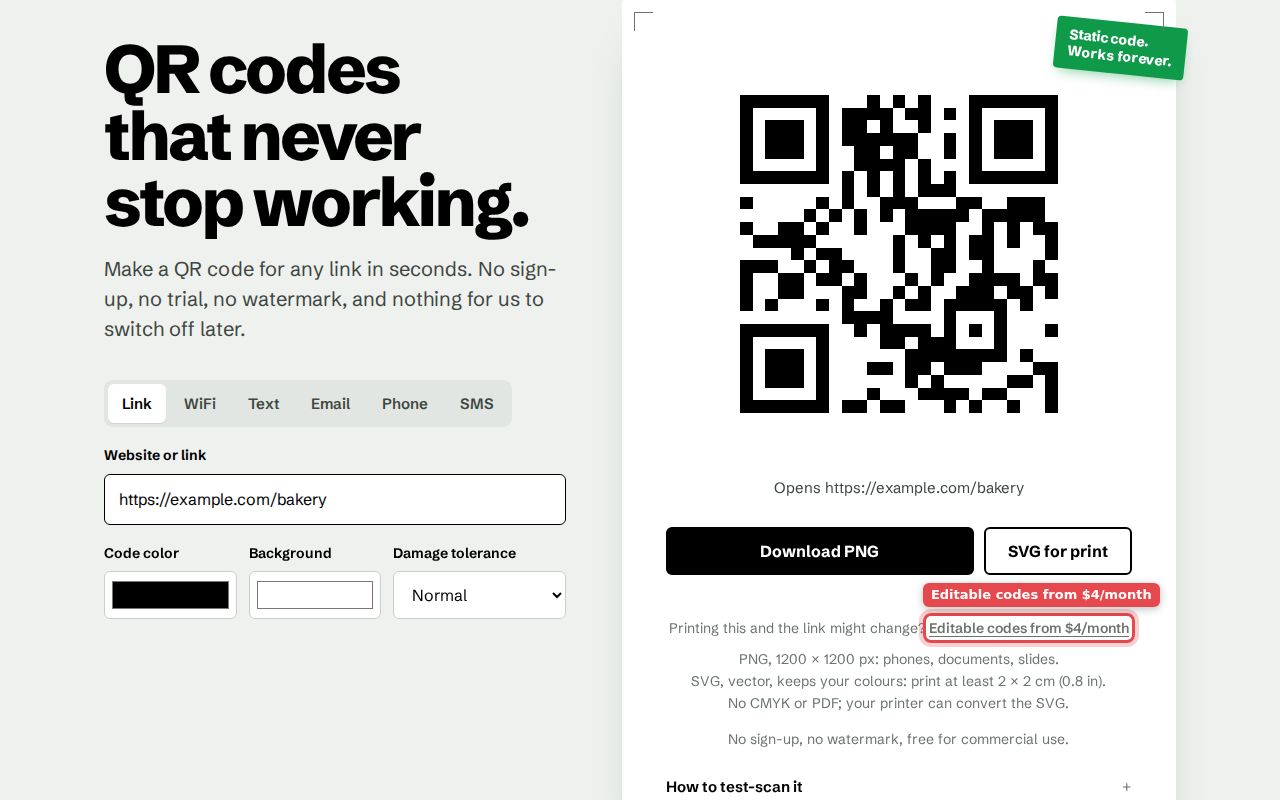 QR codes
that never
stop working.
Make a QR code for any link in seconds. No sign-
up, no trial, no watermark, and nothing for us to
switch off later.
Link WiFi Text Email Phone SMS
Website or link
https://example.com/bakery
Code color Background Damage tolerance
Normal
Static code.
Works forever.
Opens https://example.com/bakery
Download PNG SVG for print
Editable codes from $4/month
Printing this and the link might change? Editable codes from $4/month
PNG, 1200 × 1200 px: phones, documents, slides.
SVG, vector, keeps your colours: print at least 2 × 2 cm (0.8 in).
No CMYK or PDF; your printer can convert the SVG.
No sign-up, no watermark, free for commercial use.
How to test-scan it +